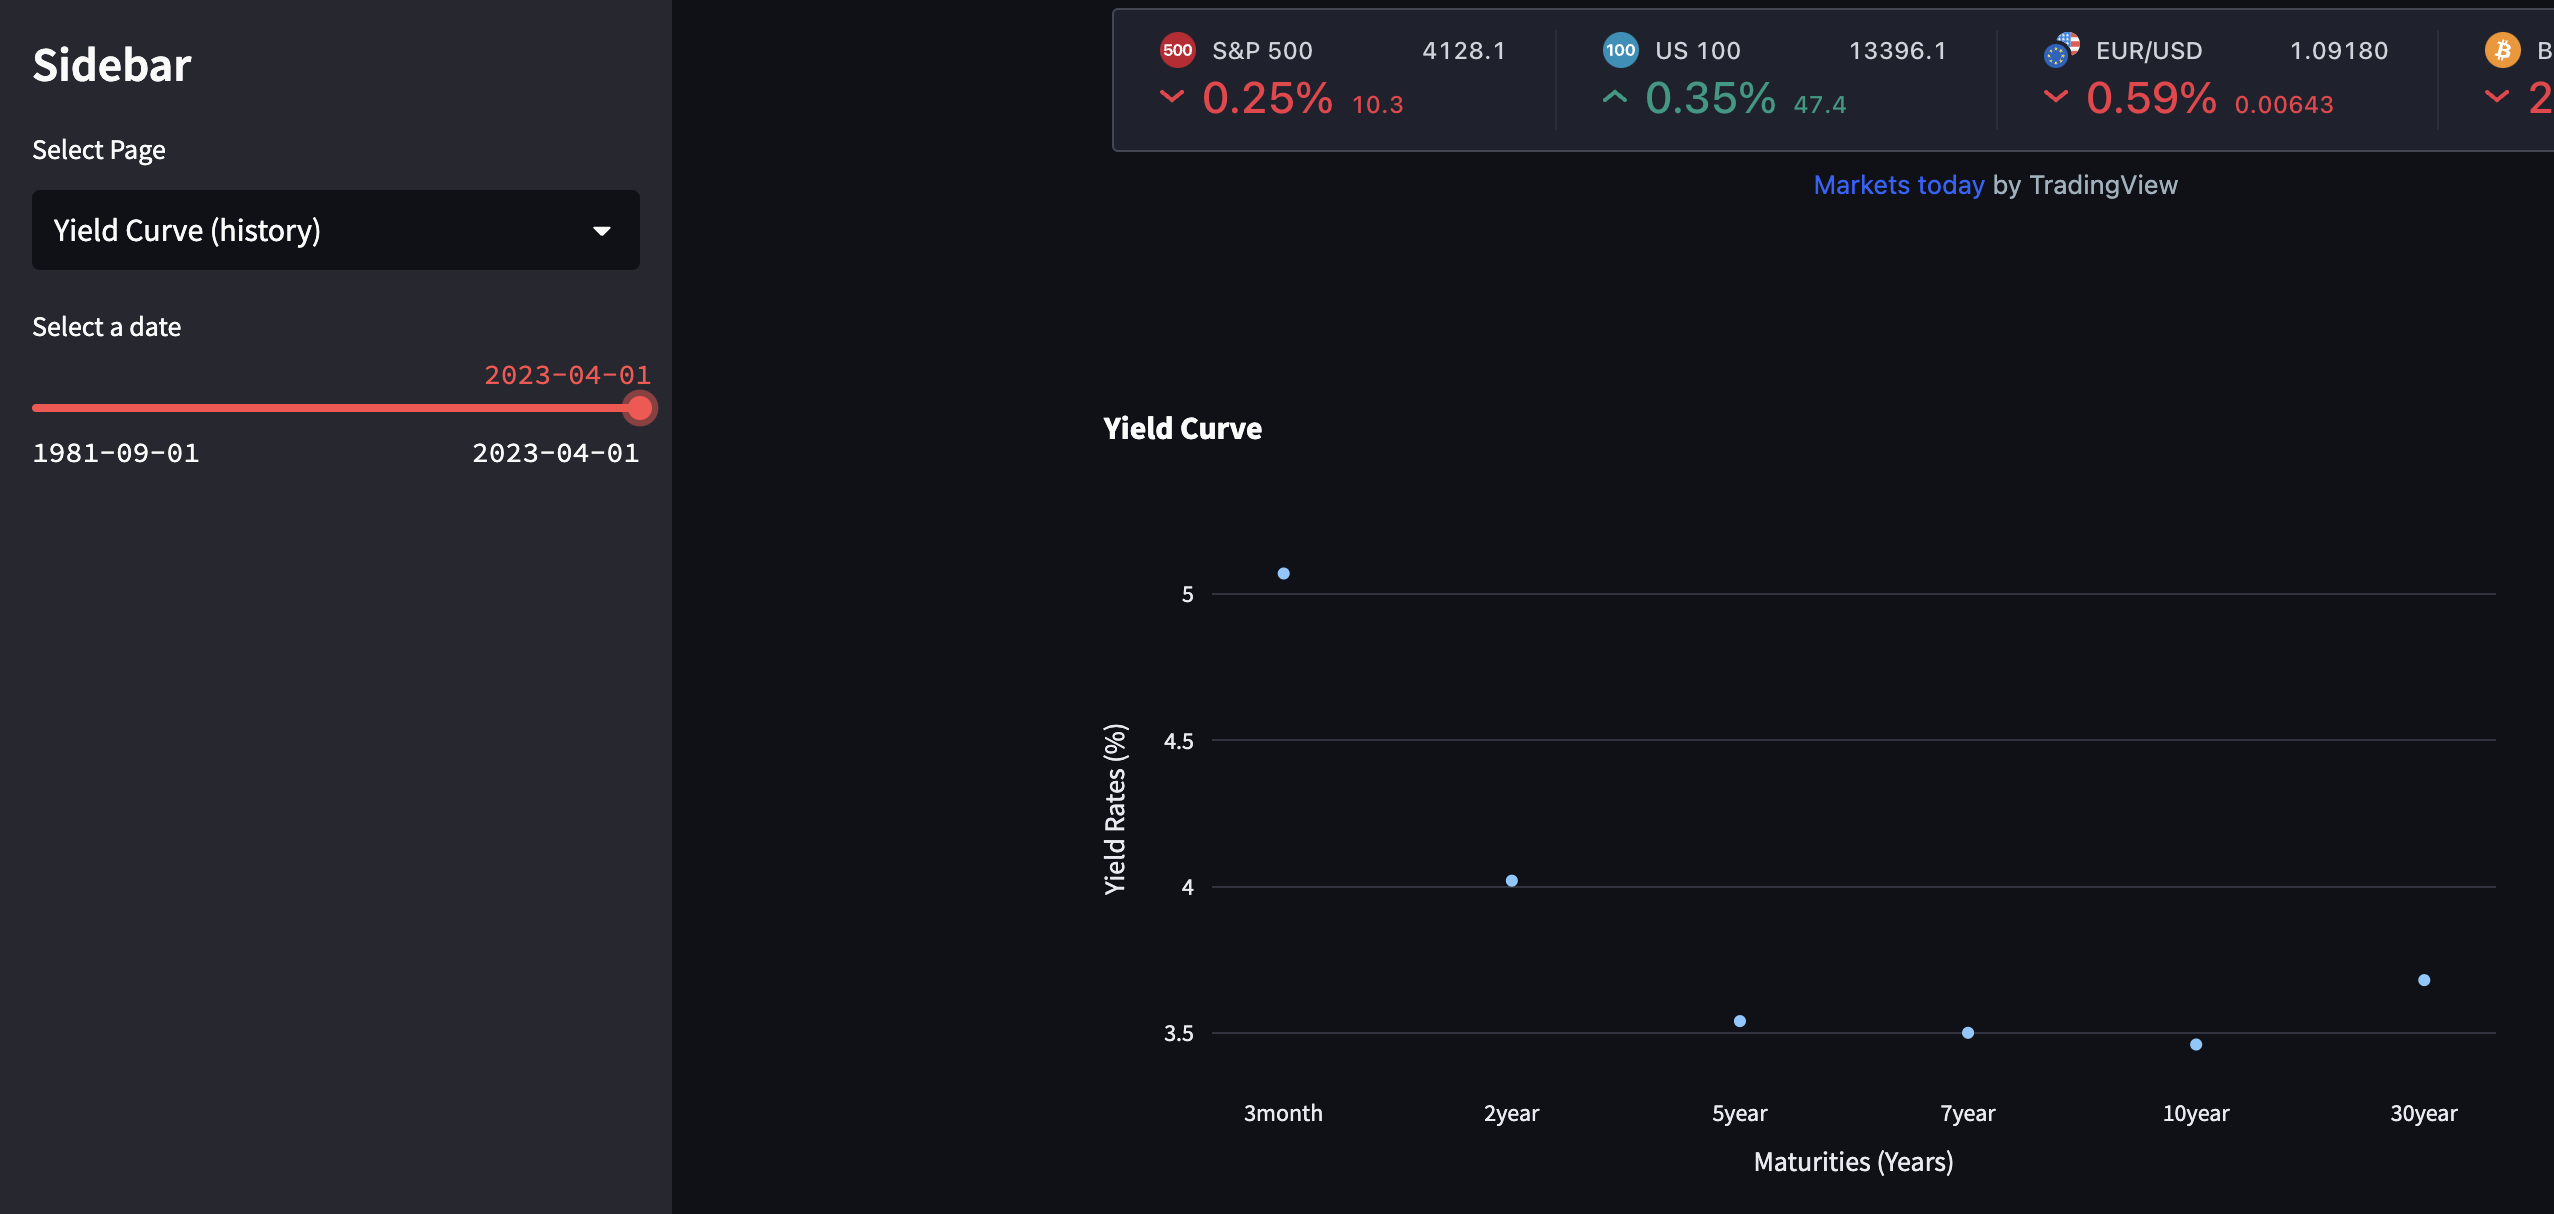 Sidebar
Select Page
Yield Curve (history)
Select a date
2023-04-01
1981-09-01 2023-04-01
500 S&P 500 4128.1
0.25% 10.3
100 US 100 13396.1
0.35% 47.4
EUR/USD 1.09180
0.59% 0.00643
B
2
Markets today by TradingView
Yield Curve
Yield Rates (%)
5
4.5
4
3.5
3month 2year 5year 7year 10year 30year
Maturities (Years)